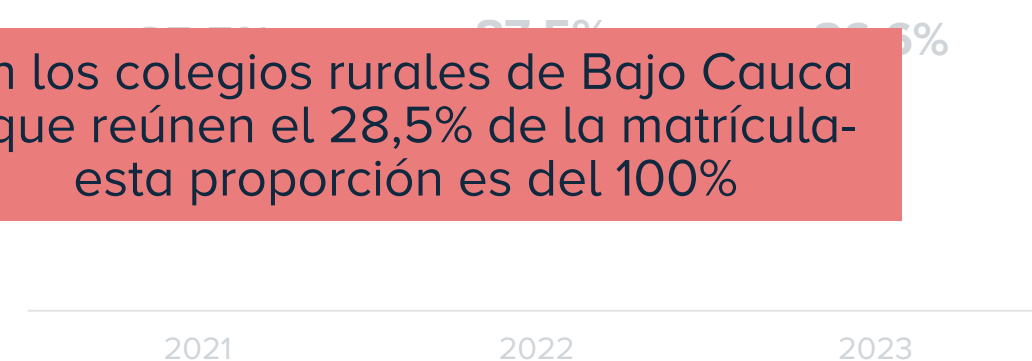 los colegios rurales de Bajo Cauca
que reúnen el 28,5% de la matrícula-
esta proporción es del 100%
2021 2022 2023